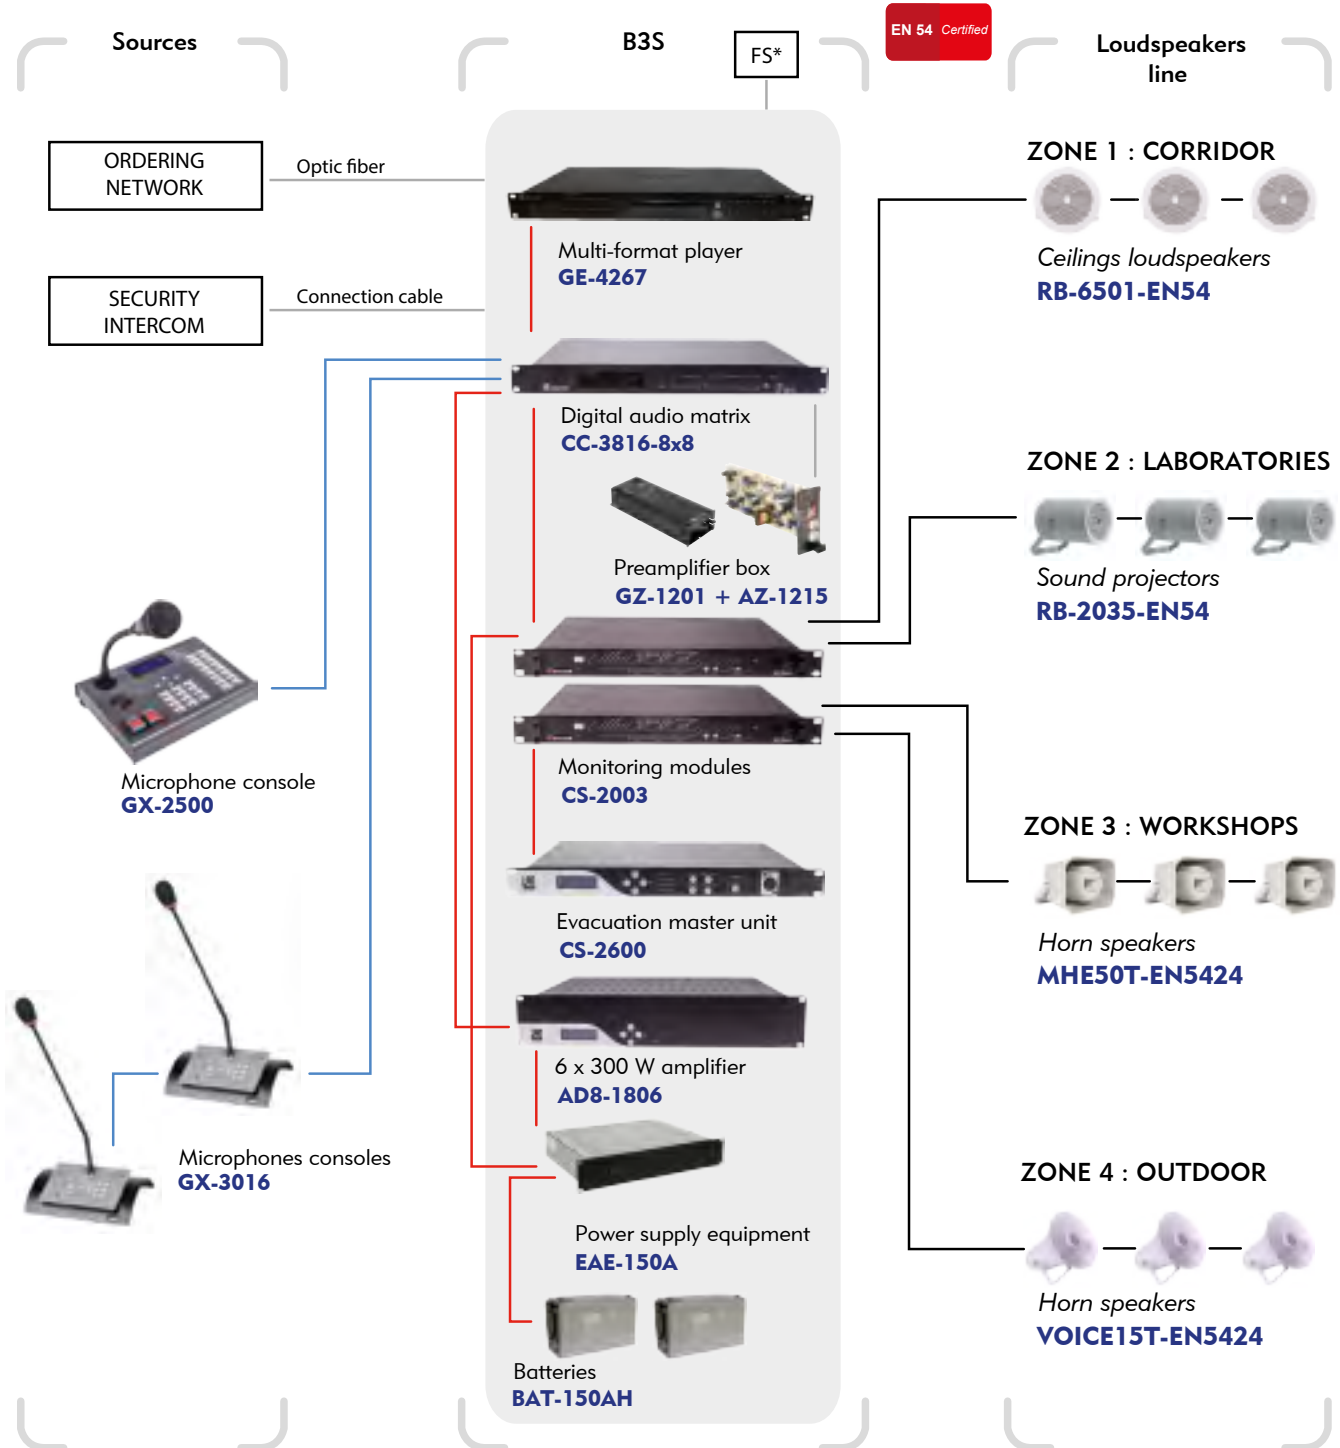 Sources
B3S
FS*
EN 54 Certified
Loudspeakers
line
ORDERING
NETWORK
Optic fiber
SECURITY
INTERCOM
Connection cable
Microphone console
GX-2500
Microphones consoles
GX-3016
Multi-format player
GE-4267
Digital audio matrix
CC-3816-8x8
Preamplifier box
GZ-1201 + AZ-1215
Monitoring modules
CS-2003
Evacuation master unit
CS-2600
6 x 300 W amplifier
AD8-1806
Power supply equipment
EAE-150A
Batteries
BAT-150AH
ZONE 1 : CORRIDOR
Ceilings loudspeakers
RB-6501-EN54
ZONE 2 : LABORATORIES
Sound projectors
RB-2035-EN54
ZONE 3 : WORKSHOPS
Horn speakers
MHE50T-EN5424
ZONE 4 : OUTDOOR
Horn speakers
VOICE15T-EN5424